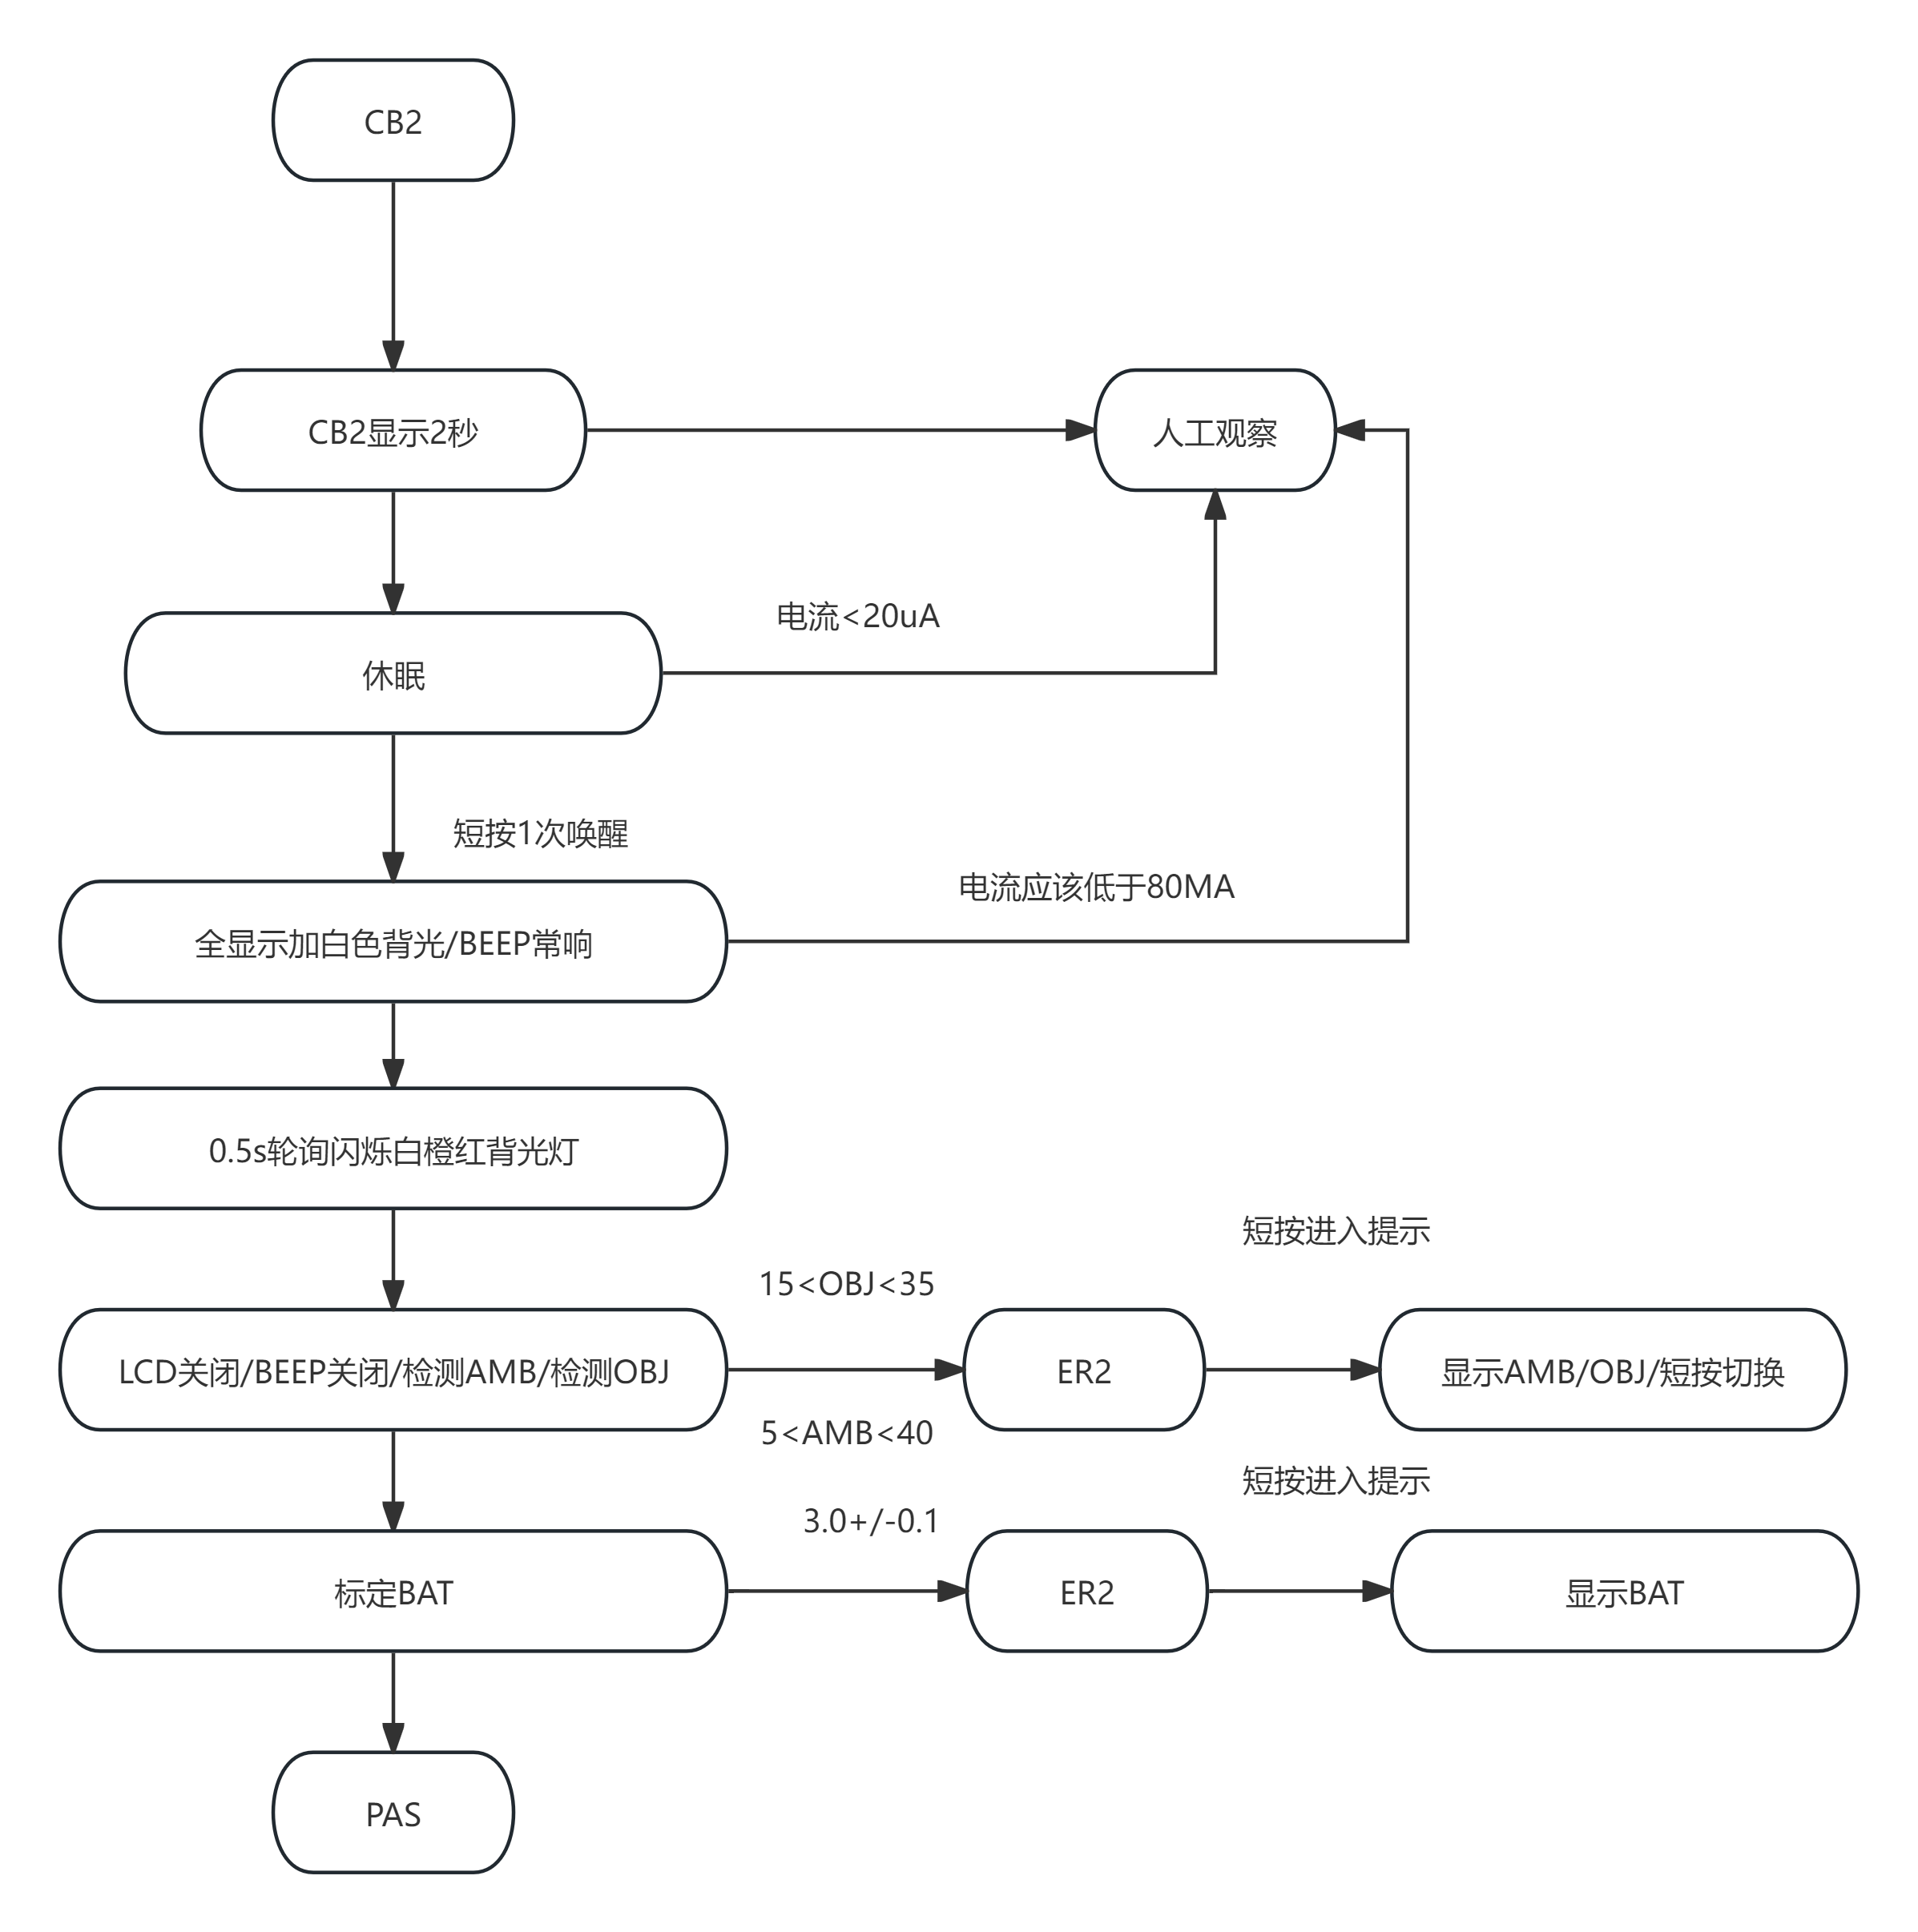 CB2
CB2显示2秒
人工观察
电流<20uA
休眠
短按1次唤醒
电流应该低于80MA
全显示加白色背光/BEEP常响
0.5s轮询闪烁白橙红背光灯
短按进入提示
15<OBJ<35
LCD关闭/BEEP关闭/检测AMB/检测OBJ
ER2
显示AMB/OBJ/短按切换
5<AMB<40
短按进入提示
3.0+/-0.1
标定BAT
ER2
显示BAT
PAS